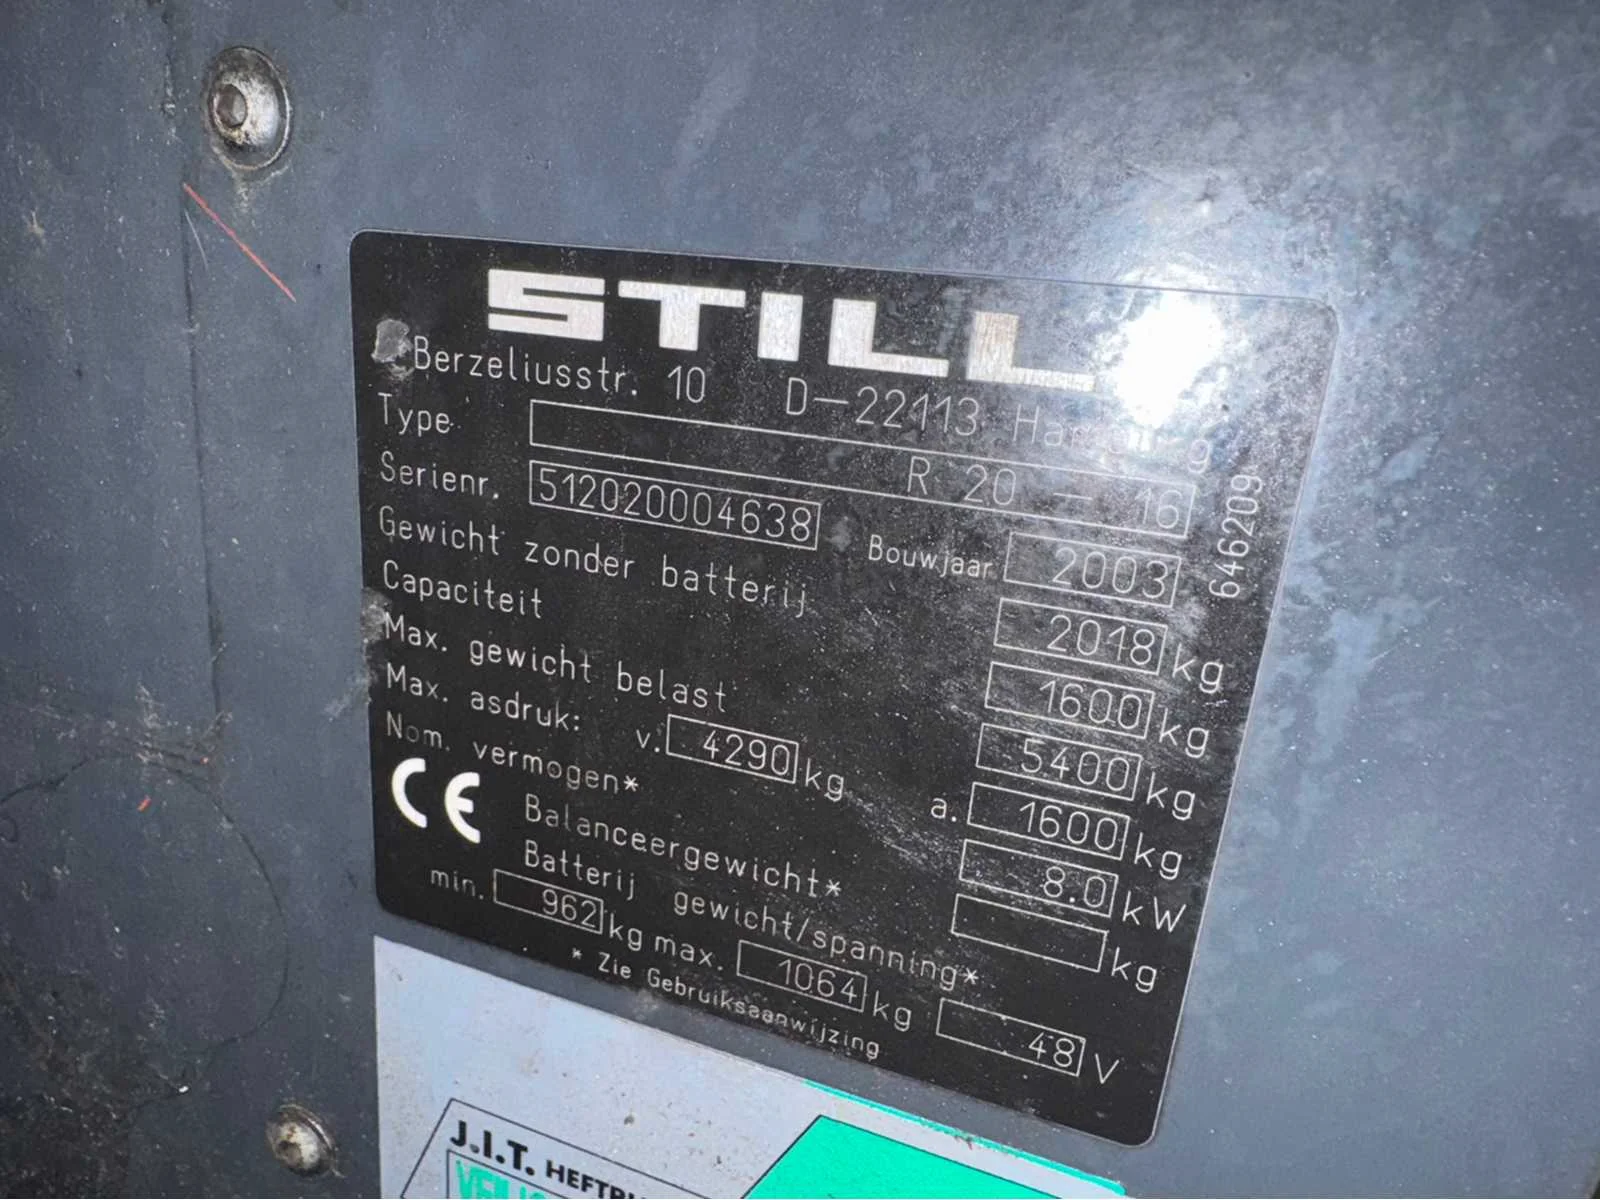 STILL
Berzeliusstr. 10 D-22113 Hamburg
Type R 20 - 16
Serienr. 512020004638 Bouwjaar 2003
Gewicht zonder batterij 2018 kg
Capaciteit 1600 kg
Max. gewicht belast 5400 kg
Max. asdruk: v. 4290 kg a. 1600 kg
Nom. vermogen* 8.0 kW
CE Balanceergewicht* kg
Batterij gewicht/spanning*
min. 962 kg max. 1064 kg 48 V
* Zie Gebruiksaanwijzing
646209
J.I.T.